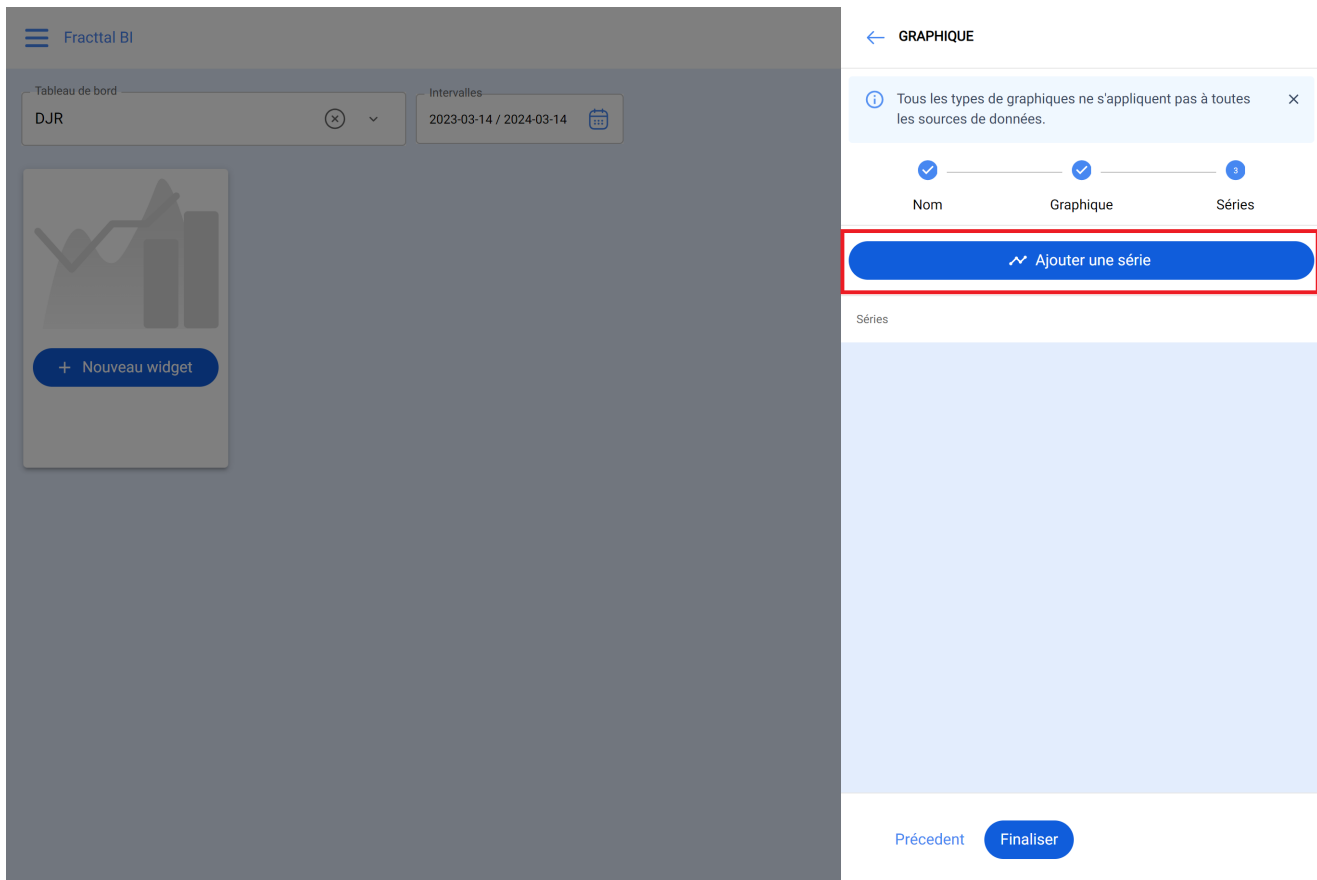 Fracttal BI
Tableau de bord
DJR
Intervalles
2023-03-14 / 2024-03-14
+ Nouveau widget
GRAPHIQUE
Tous les types de graphiques ne s'appliquent pas à toutes
les sources de données.
3
Nom Graphique Séries
Ajouter une série
Séries
Précedent Finaliser